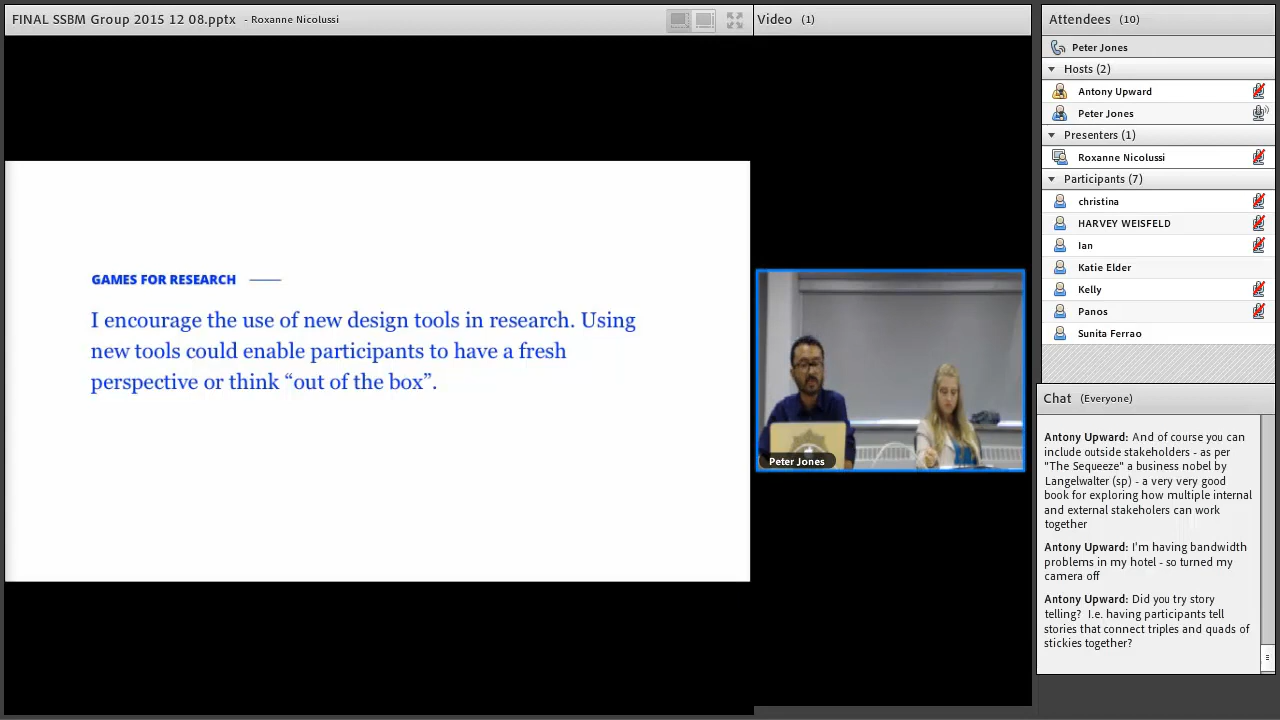 FINAL SSBM Group 2015 12 08.pptx - Roxanne Nicolussi
GAMES FOR RESEARCH
I encourage the use of new design tools in research. Using
new tools could enable participants to have a fresh
perspective or think “out of the box”.
Video (1)
Peter Jones
Attendees (10)
Peter Jones
Hosts (2)
Antony Upward
Peter Jones
Presenters (1)
Roxanne Nicolussi
Participants (7)
christina
HARVEY WEISFELD
Ian
Katie Elder
Kelly
Panos
Sunita Ferrao
Chat (Everyone)
Antony Upward: And of course you can
include outside stakeholders - as per
"The Sequeeze" a business nobel by
Langelwalter (sp) - a very very good
book for exploring how multiple internal
and external stakeholers can work
together
Antony Upward: I'm having bandwidth
problems in my hotel - so turned my
camera off
Antony Upward: Did you try story
telling? I.e. having participants tell
stories that connect triples and quads of
stickies together?